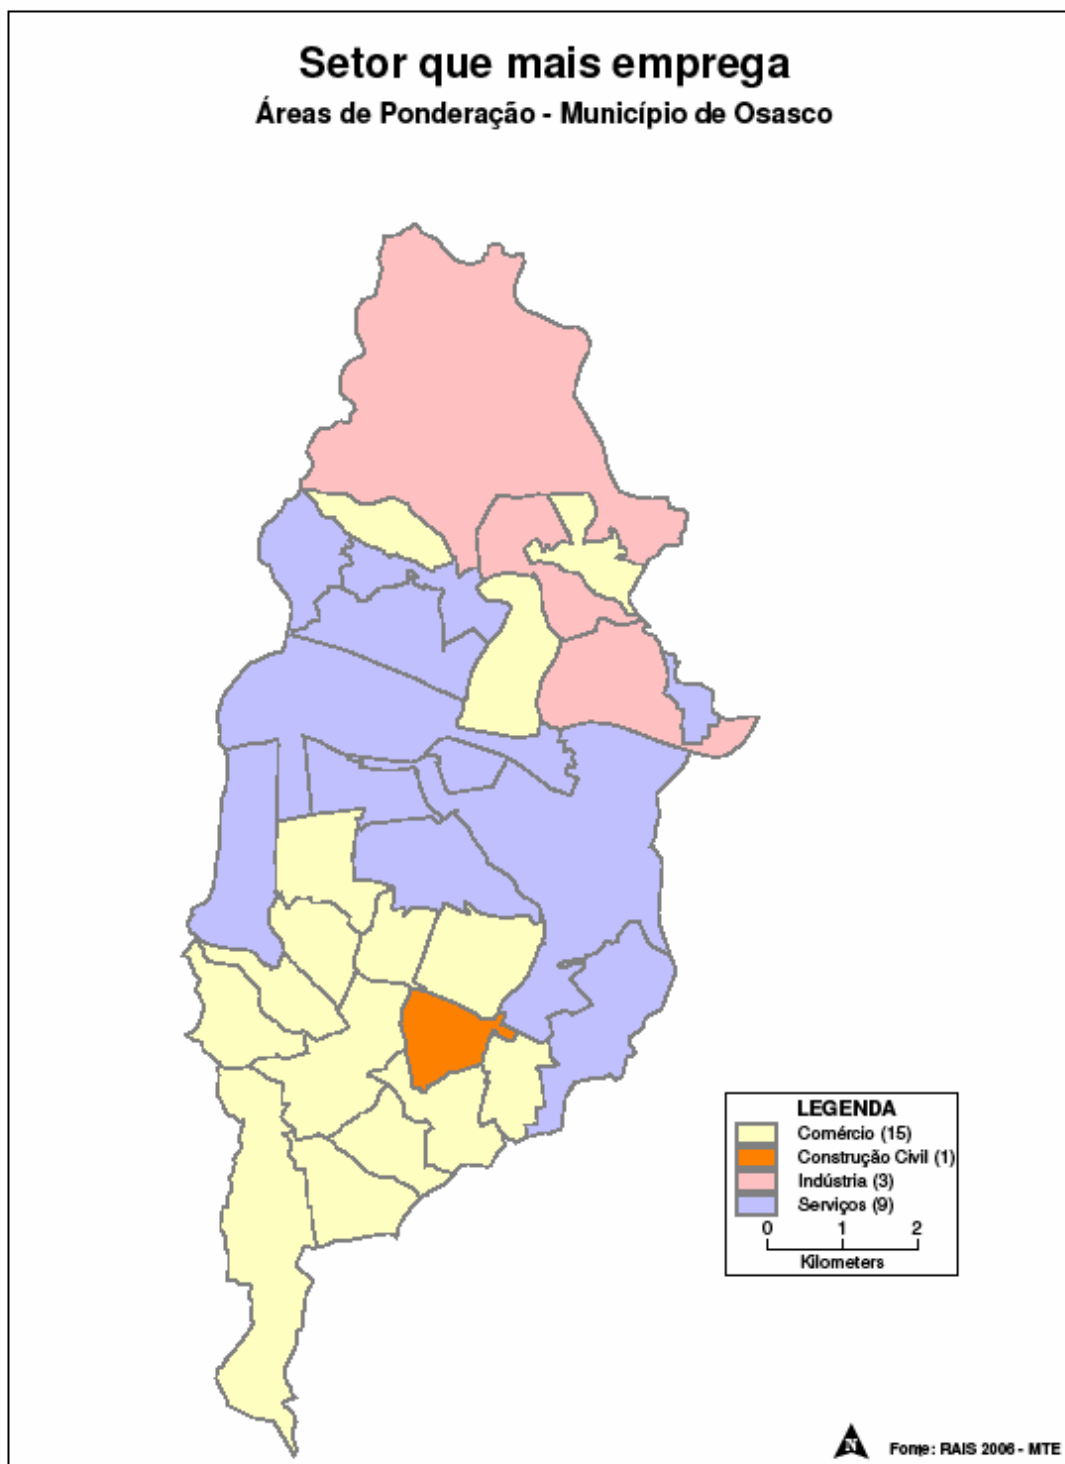 Setor que mais emprega
Áreas de Ponderação - Município de Osasco
LEGENDA
Comércio (15)
Construção Civil (1)
Indústria (3)
Serviços (9)
0 1 2
Kilometers
N
Fonte: RAIS 2006 - MTE